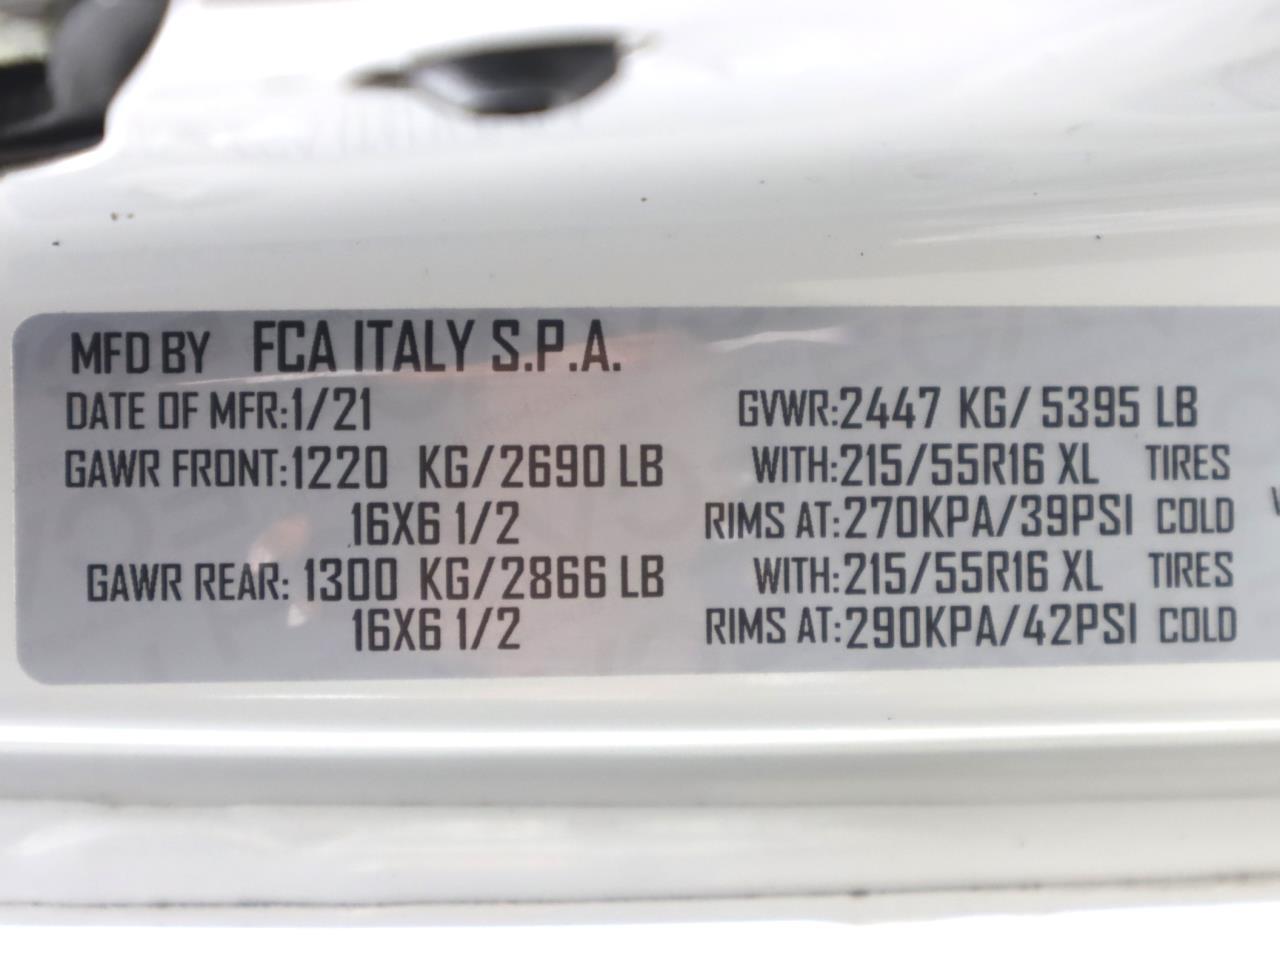 MFD BY FCA ITALY S.P.A.
DATE OF MFR:1/21 GVWR:2447 KG/ 5395 LB
GAWR FRONT:1220 KG/2690 LB WITH:215/55R16 XL TIRES
16X6 1/2 RIMS AT:270KPA/39PSI COLD
GAWR REAR: 1300 KG/2866 LB WITH:215/55R16 XL TIRES
16X6 1/2 RIMS AT:290KPA/42PSI COLD